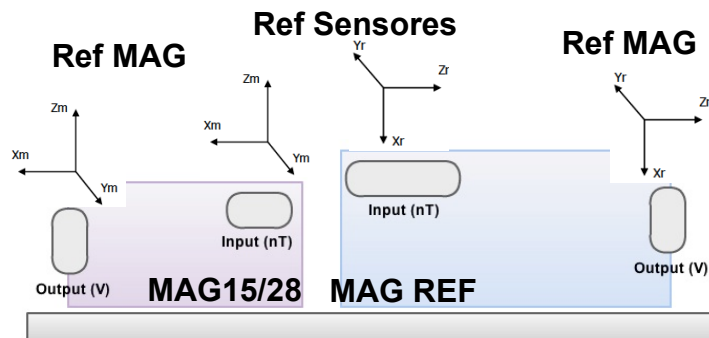 Ref MAG
Ref Sensores
Ref MAG
Zm
Xm
Ym
Zm
Xm
Ym
Yr
Zr
Xr
Yr
Zr
Xr
Input (nT)
Input (nT)
Output (V)
Output (V)
MAG15/28
MAG REF